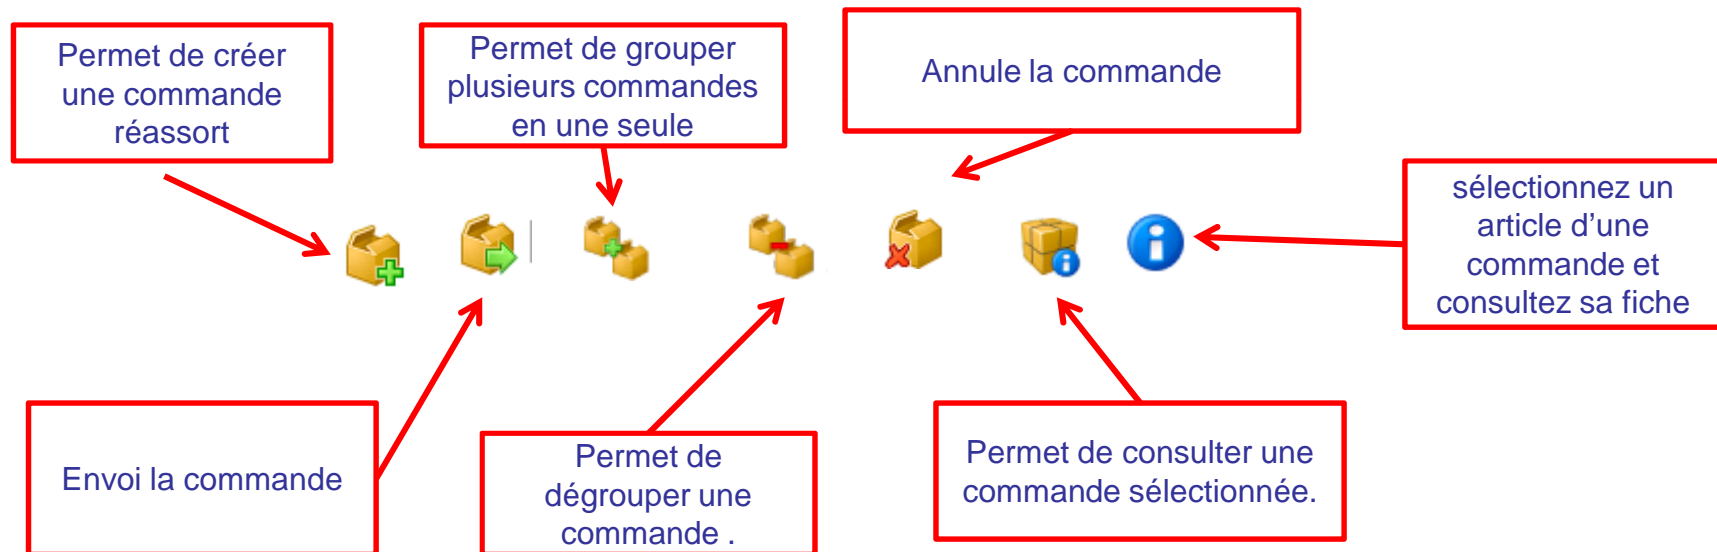 Permet de créer
une commande
réassort
Permet de grouper
plusieurs commandes
en une seule
Annule la commande
sélectionnez un
article d’une
commande et
consultez sa fiche
Envoi la commande
Permet de
dégrouper une
commande .
Permet de consulter une
commande sélectionnée.